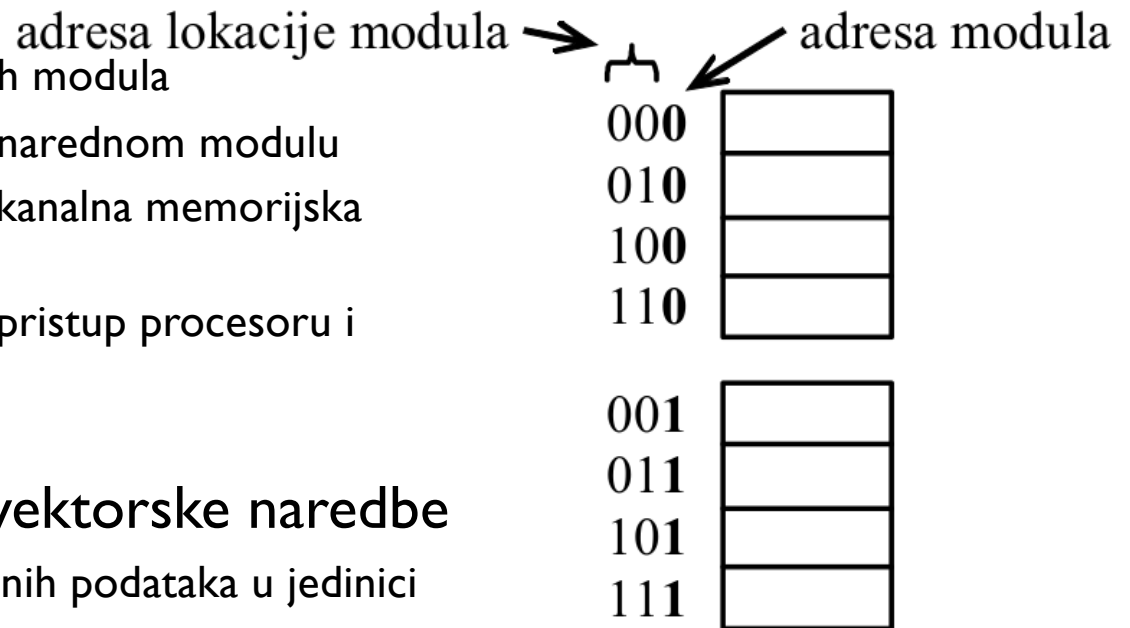 adresa lokacije modula adresa modula
h modula
narednom modulu
kanalna memorijska
pristup procesoru i
vektorske naredbe
nih podataka u jedinici
000
010
100
110
001
011
101
111